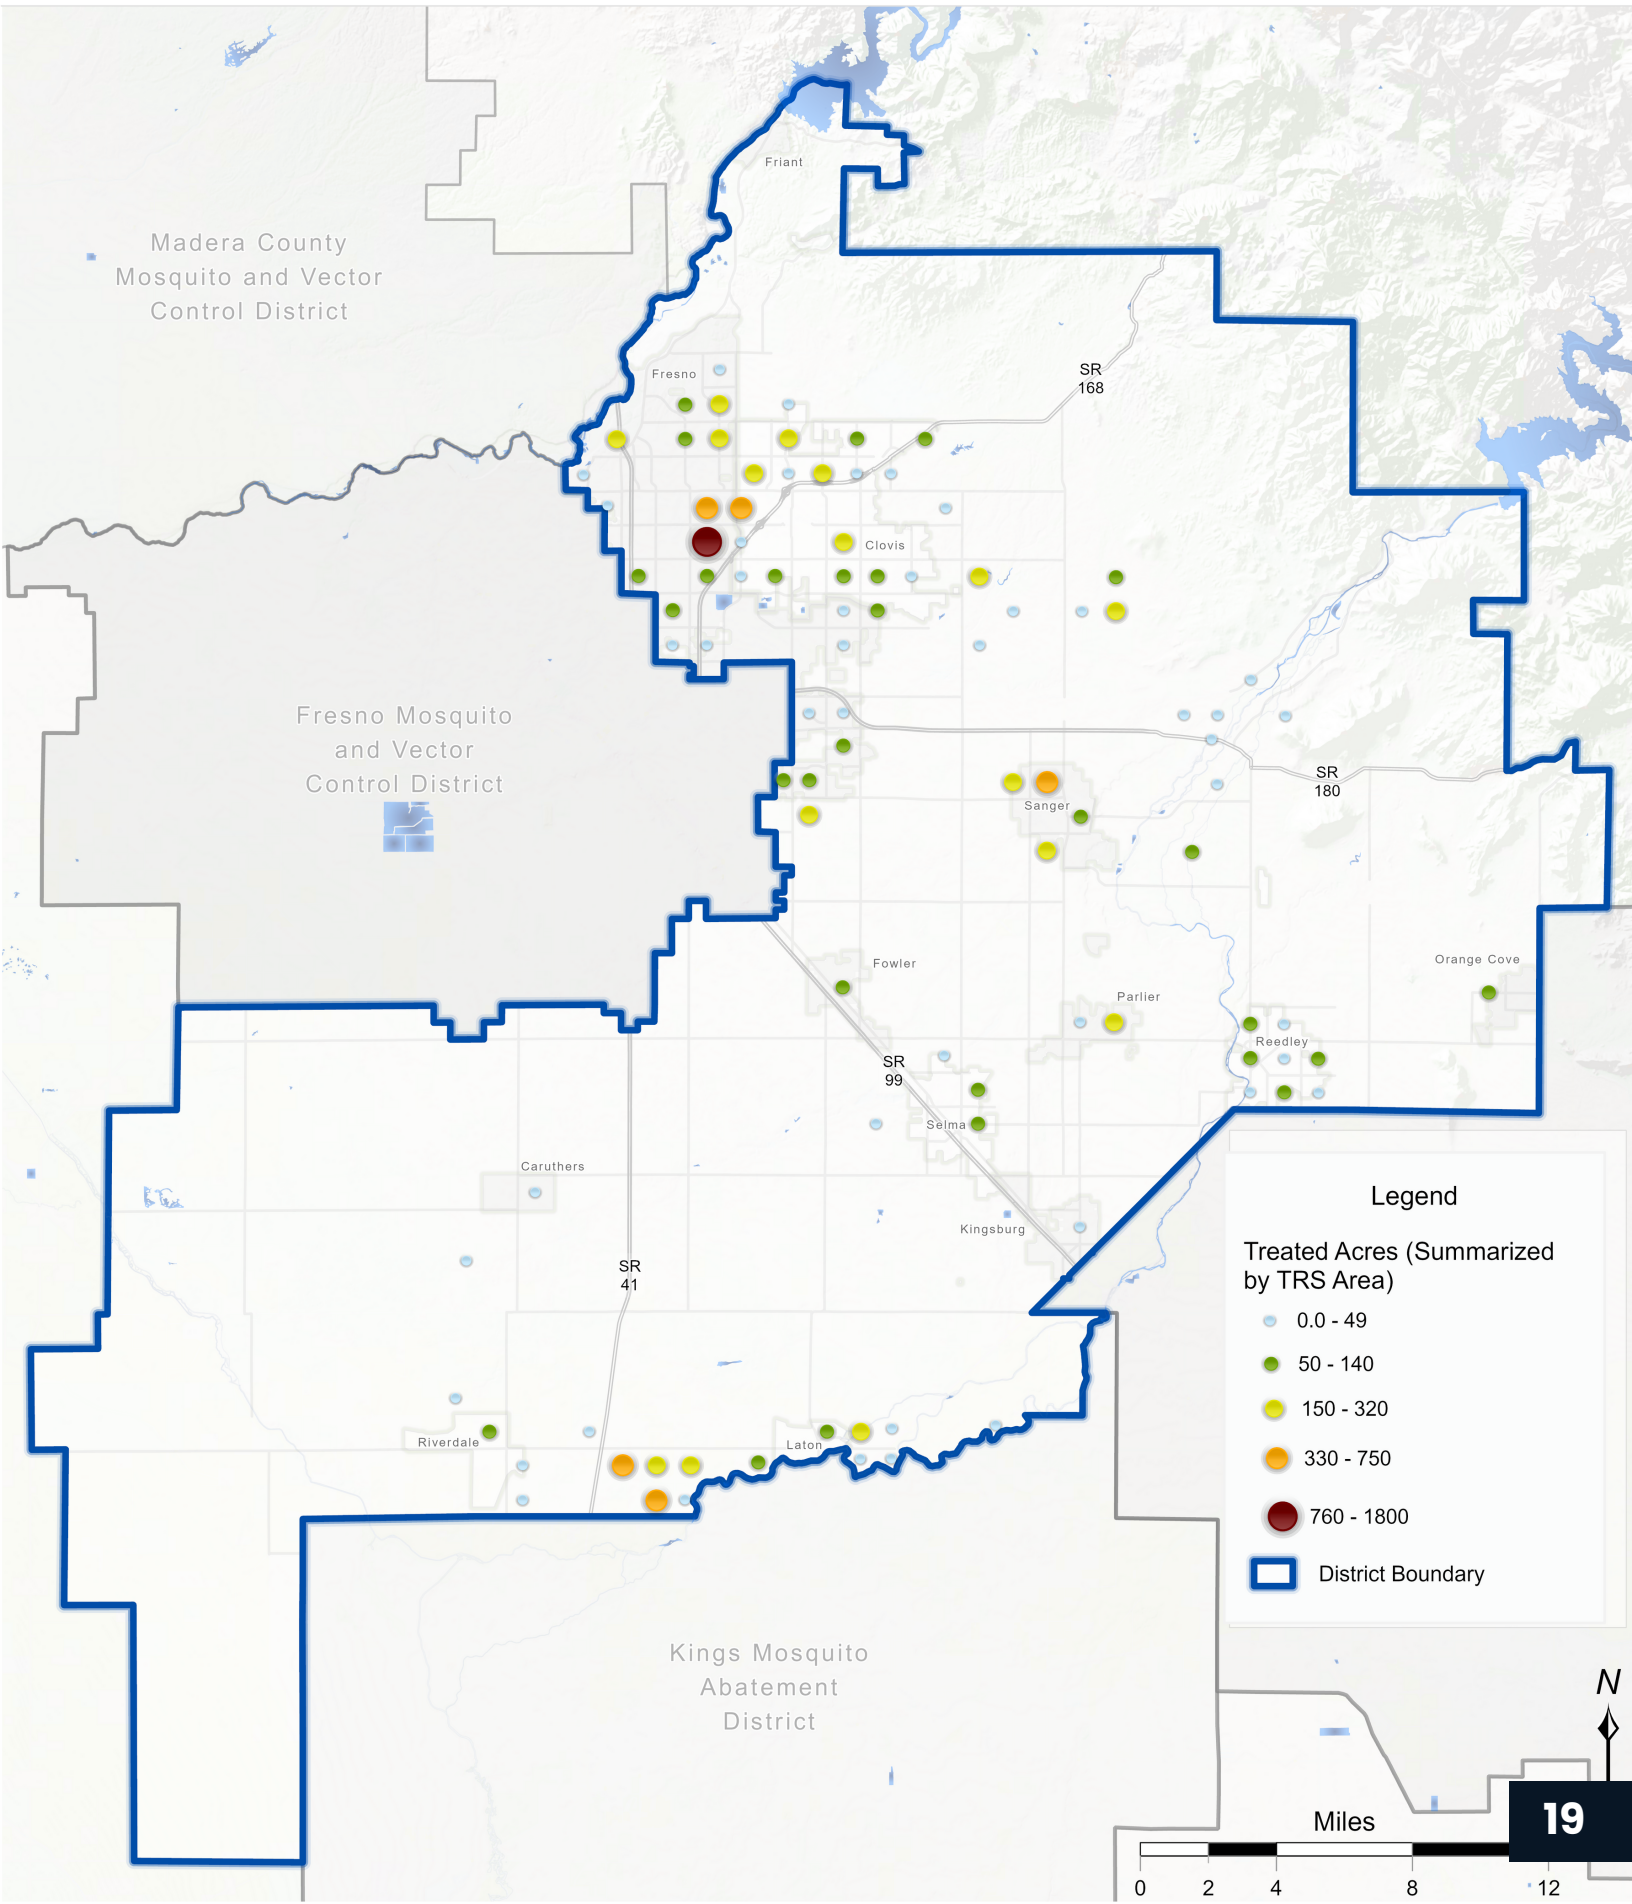 Friant
Madera County
Mosquito and Vector
Control District
Fresno
SR
168
Clovis
Fresno Mosquito
and Vector
Control District
SR
180
Sanger
Fowler
Orange Cove
Parlier
Reedley
SR
99
Selma
Caruthers
Kingsburg
SR
41
Riverdale
Laton
Legend
Treated Acres (Summarized
by TRS Area)
0.0 - 49
50 - 140
150 - 320
330 - 750
760 - 1800
District Boundary
Kings Mosquito
Abatement
District
N
19
Miles
0 2 4 8 12